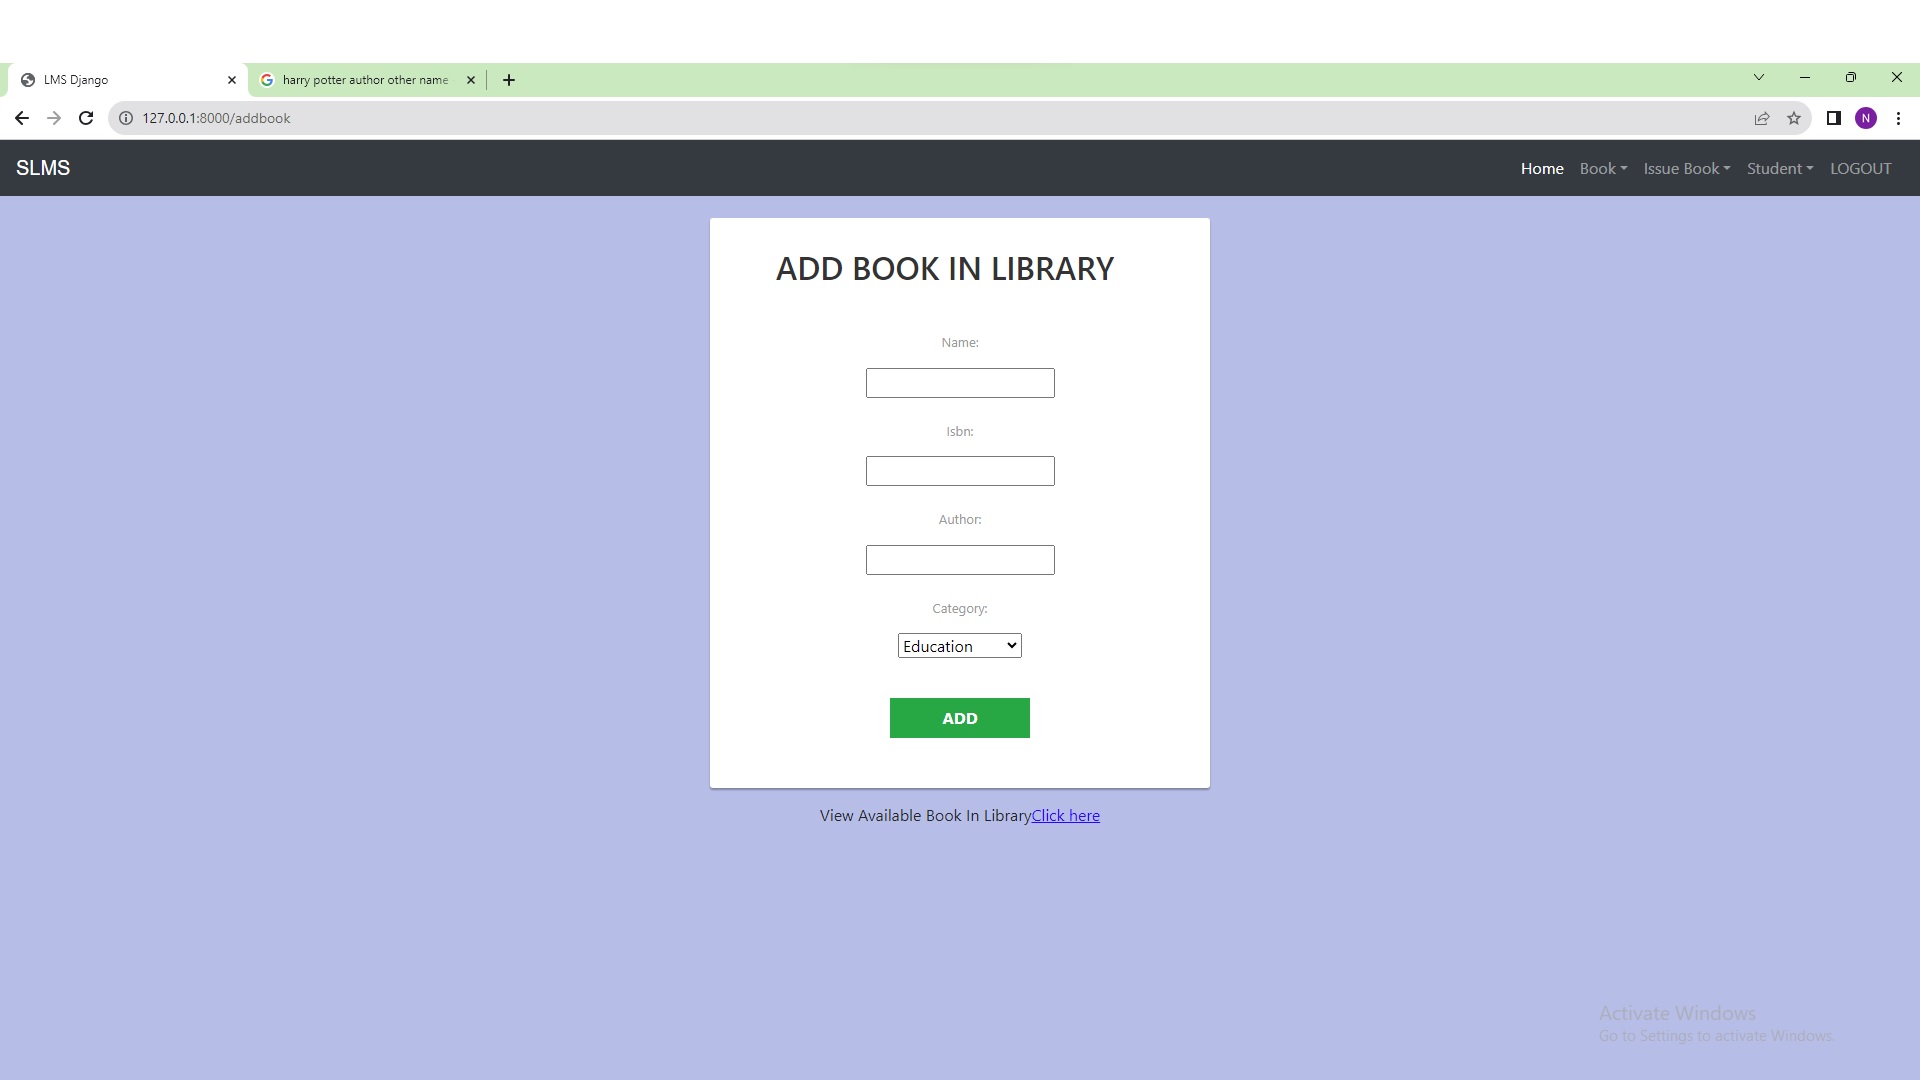 LMS Django
harry potter author other name
127.0.0.1:8000/addbook
N
SLMS
Home Book Issue Book Student LOGOUT
ADD BOOK IN LIBRARY
Name:
Isbn:
Author:
Category:
Education
ADD
View Available Book In LibraryClick here
Activate Windows
Go to Settings to activate Windows.